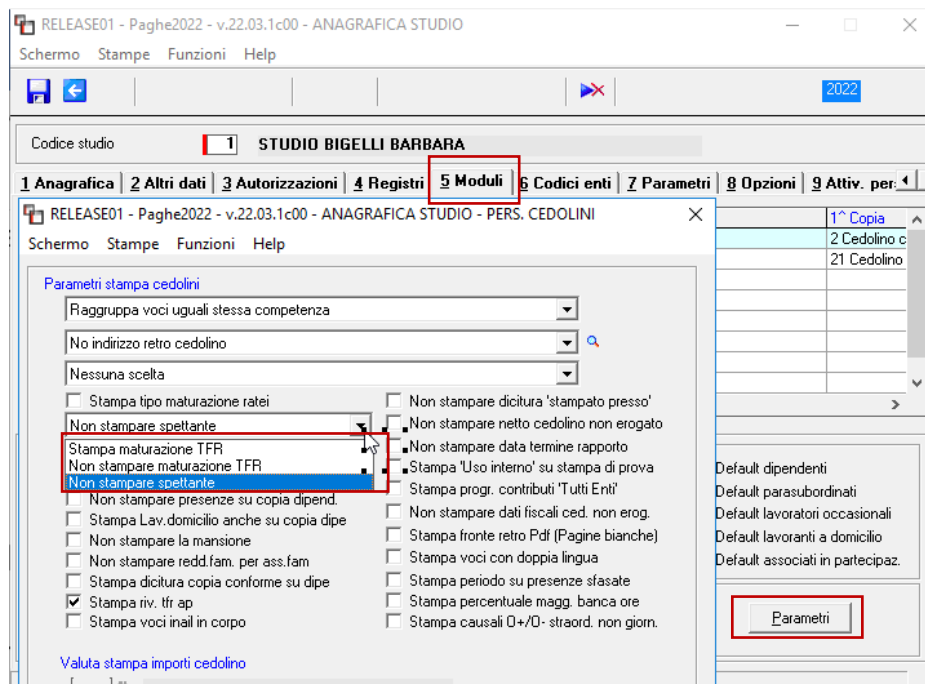 RELEASE01 - Paghe2022 - v.22.03.1c00 - ANAGRAFICA STUDIO
Schermo Stampe Funzioni Help
2022
Codice studio 1 STUDIO BIGELLI BARBARA
1 Anagrafica 2 Altri dati 3 Autorizzazioni 4 Registri 5 Moduli 6 Codici enti 7 Parametri 8 Opzioni 9 Attiv. per
RELEASE01 - Paghe2022 - v.22.03.1c00 - ANAGRAFICA STUDIO - PERS. CEDOLINI
Schermo Stampe Funzioni Help
1^ Copia
2 Cedolino c
21 Cedolino
Parametri stampa cedolini
Raggruppa voci uguali stessa competenza
No indirizzo retro cedolino
Nessuna scelta
Stampa tipo maturazione ratei
Non stampare spettante
Stampa maturazione TFR
Non stampare maturazione TFR
Non stampare spettante
Non stampare presenze su copia dipend.
Stampa Lav.domicilio anche su copia dipe
Non stampare la mansione
Non stampare redd.fam. per ass.fam
Stampa dicitura copia conforme su dipe
Stampa riv. tfr ap
Stampa voci inail in corpo
Non stampare dicitura 'stampato presso'
Non stampare netto cedolino non erogato
Non stampare data termine rapporto
Stampa 'Uso interno' su stampa di prova
Stampa progr. contributi 'Tutti Enti'
Non stampare dati fiscali ced. non erog.
Stampa fronte retro Pdf (Pagine bianche)
Stampa voci con doppia lingua
Stampa periodo su presenze sfasate
Stampa percentuale magg. banca ore
Stampa causali 0+/0- straord. non giorn.
Default dipendenti
Default parasubordinati
Default lavoratori occasionali
Default lavoranti a domicilio
Default associati in partecipaz.
Parametri
Valuta stampa importi cedolino